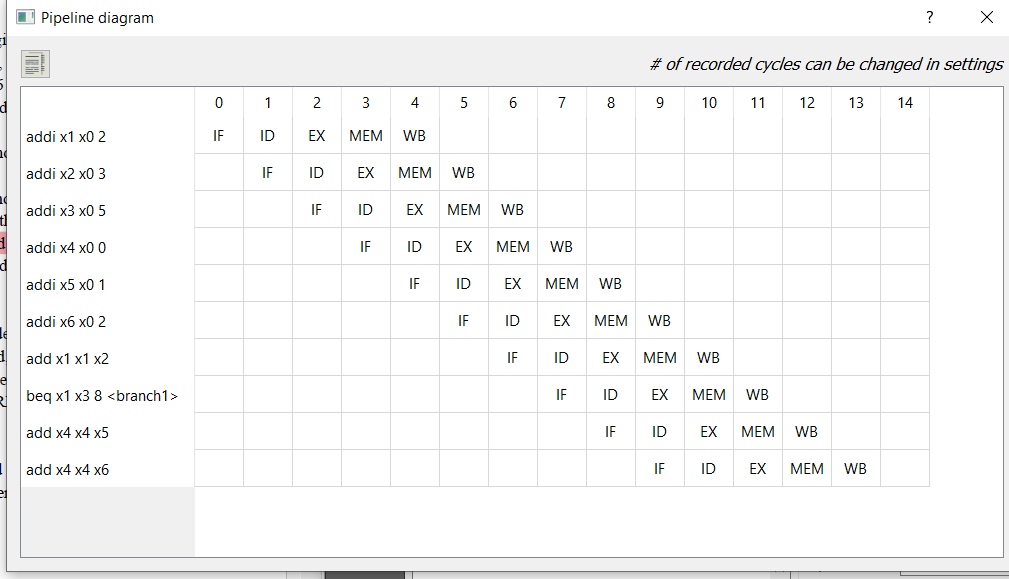 Pipeline diagram ?
# of recorded cycles can be changed in settings
0 1 2 3 4 5 6 7 8 9 10 11 12 13 14
addi x1 x0 2 IF ID EX MEM WB
addi x2 x0 3 IF ID EX MEM WB
addi x3 x0 5 IF ID EX MEM WB
addi x4 x0 0 IF ID EX MEM WB
addi x5 x0 1 IF ID EX MEM WB
addi x6 x0 2 IF ID EX MEM WB
add x1 x1 x2 IF ID EX MEM WB
beq x1 x3 8 <branch1> IF ID EX MEM WB
add x4 x4 x5 IF ID EX MEM WB
add x4 x4 x6 IF ID EX MEM WB